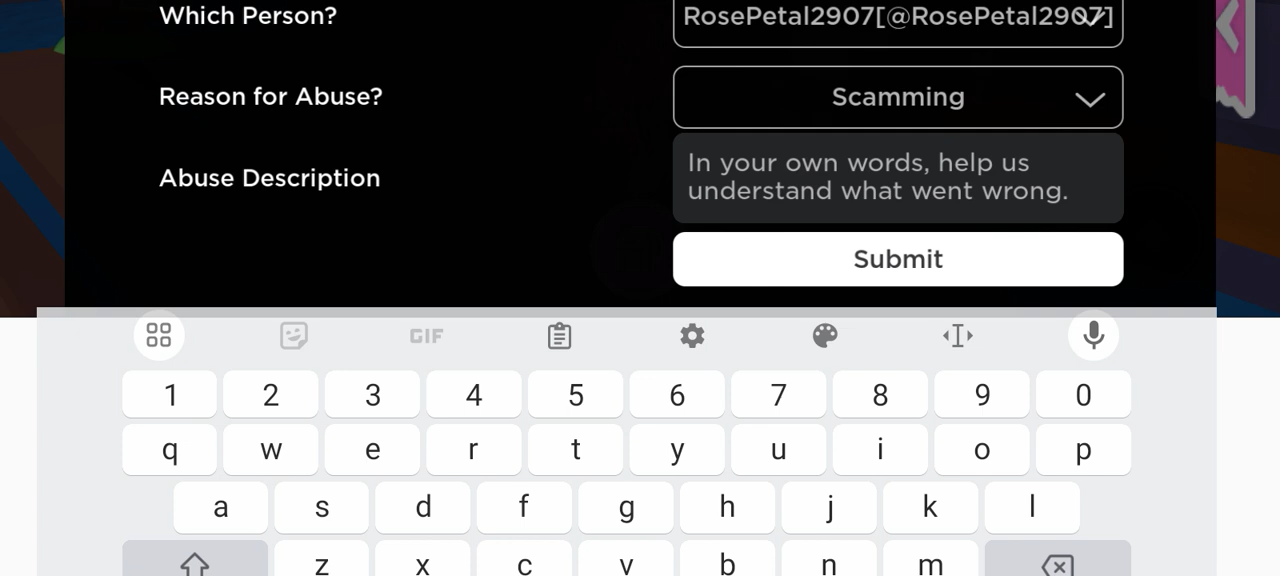 Which Person?
RosePetal2907[@RosePetal2907]
Reason for Abuse?
Scamming
Abuse Description
In your own words, help us
understand what went wrong.
Submit
GIF
1 2 3 4 5 6 7 8 9 0
q w e r t y u i o p
a s d f g h j k l
z x c v b n m